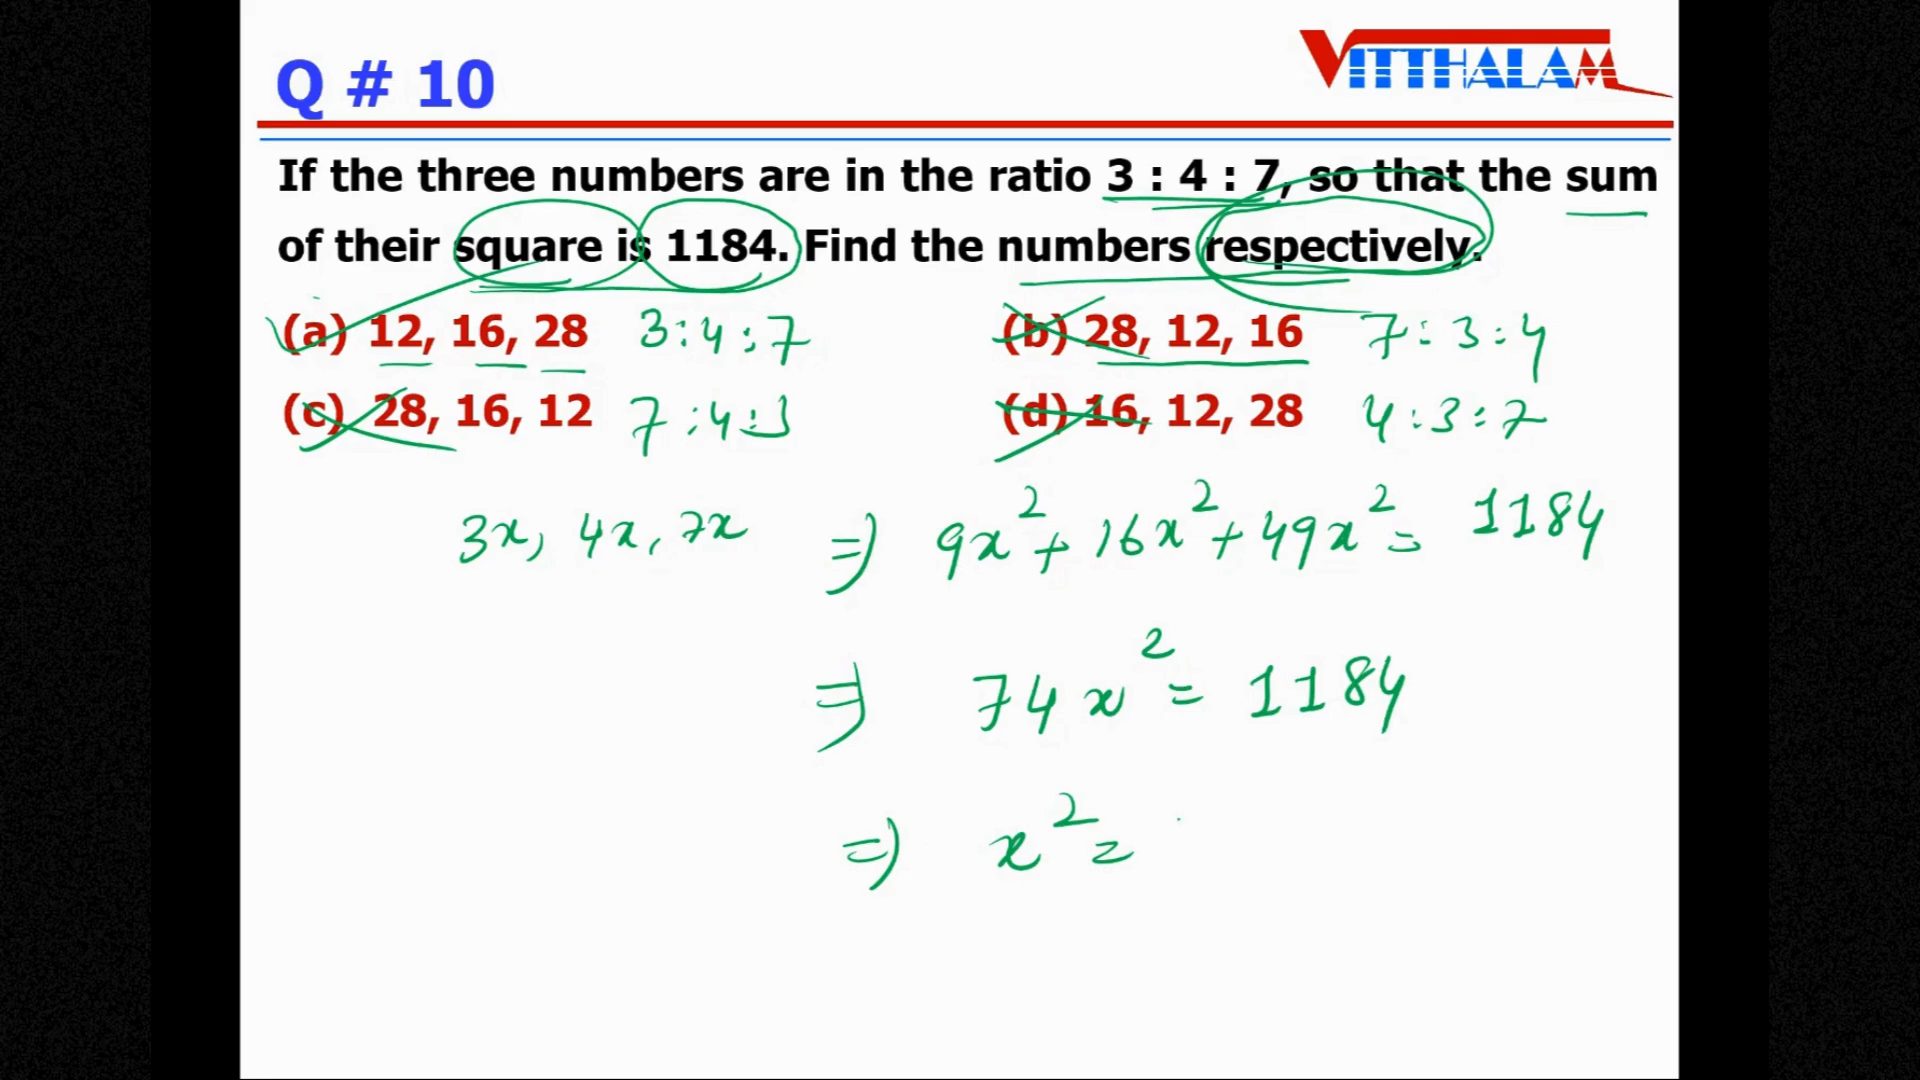 Q # 10
VITTHALAM
If the three numbers are in the ratio 3 : 4 : 7, so that the sum
of their square is 1184. Find the numbers respectively.
(a) 12, 16, 28 3:4:7 (b) 28, 12, 16 7:3:4
(c) 28, 16, 12 7:4:3 (d) 16, 12, 28 4:3:7
3x, 4x, 7x ⇒ 9x² + 16x² + 49x² = 1184
⇒ 74x² = 1184
⇒ x² =